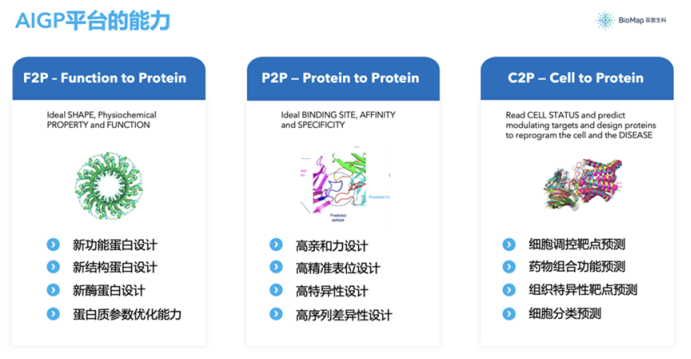 AIGP平台的能力
BioMap 百图生科
F2P – Function to Protein
Ideal SHAPE, Physiochemical
PROPERTY and FUNCTION
新功能蛋白设计
新结构蛋白设计
新酶蛋白设计
蛋白质参数优化能力
P2P – Protein to Protein
Ideal BINDING SITE, AFFINITY
and SPECIFICITY
Predicted
epitope
高亲和力设计
高精准表位设计
高特异性设计
高序列差异性设计
C2P – Cell to Protein
Read CELL STATUS and predict
modulating targets and design proteins
to reprogram the cell and the DISEASE
细胞调控靶点预测
药物组合功能预测
组织特异性靶点预测
细胞分类预测